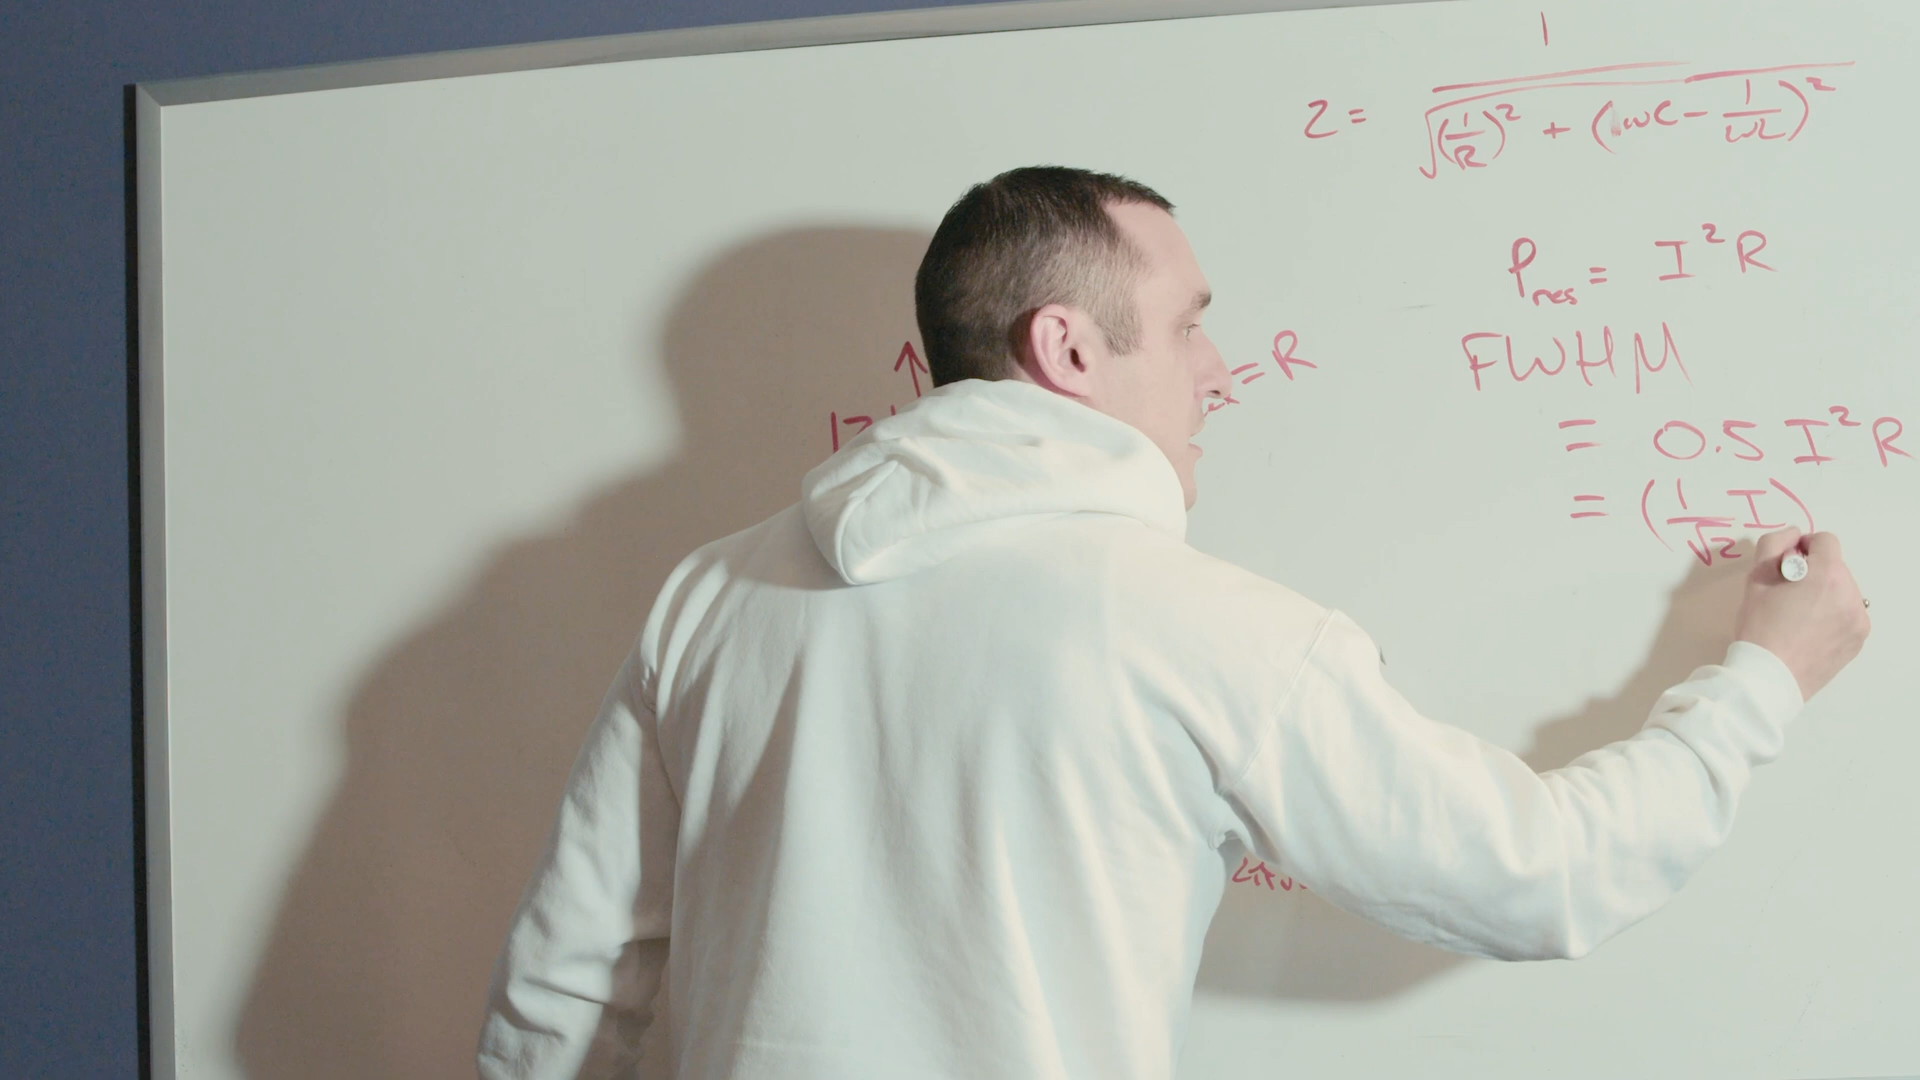 Z = 1 / √((1/R)² + (ωC - 1/ωL)²)
P_res = I²R
= R
FWHM
|Z|
= 0.5 I²R
= (1/√2 I)